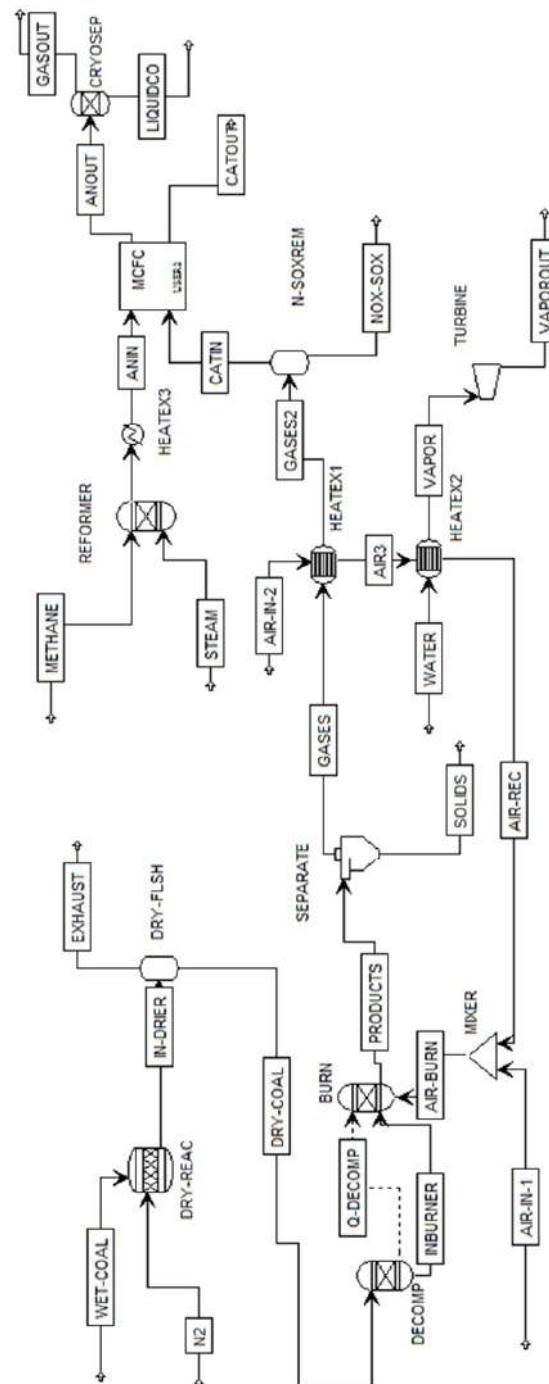 GASOUT
CRYOSEP
LIQUIDCO
ANOUT
CATOUT
MCFC
USER2
ANIN
HEATEX3
REFORMER
METHANE
STEAM
CATIN
N-SOXREM
NOX-SOX
GASES2
HEATEX1
AIR-IN-2
AIR3
HEATEX2
VAPOR
TURBINE
VAPOROUT
WATER
GASES
SOLIDS
SEPARATE
AIR-REC
EXHAUST
DRY-FLSH
IN-DRIER
DRY-REAC
WET-COAL
N2
DRY-COAL
PRODUCTS
BURN
AIR-BURN
MIXER
Q-DECOMP
INBURNER
DECOMP
AIR-IN-1